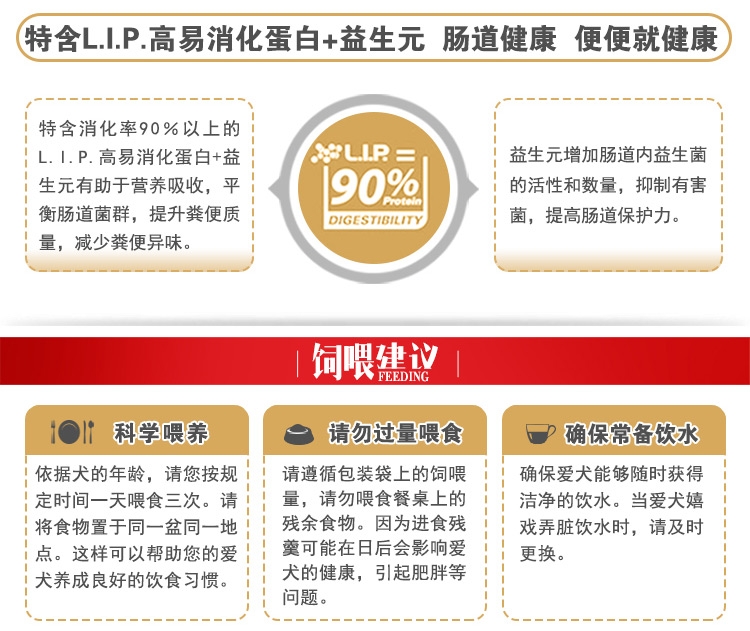 特含L.I.P.高易消化蛋白+益生元 肠道健康 便便就健康
特含消化率90%以上的
L.I.P.高易消化蛋白+益
生元有助于营养吸收，平
衡肠道菌群，提升粪便质
量，减少粪便异味。
L.I.P. =
90%
Protein
DIGESTIBILITY
益生元增加肠道内益生菌
的活性和数量，抑制有害
菌，提高肠道保护力。
饲喂建议
FEEDING
科学喂养
依据犬的年龄，请您按规
定时间一天喂食三次。请
将食物置于同一盆同一地
点。这样可以帮助您的爱
犬养成良好的饮食习惯。
请勿过量喂食
请遵循包装袋上的饲喂
量，请勿喂食餐桌上的
残余食物。因为进食残
羹可能在日后会影响爱
犬的健康，引起肥胖等
问题。
确保常备饮水
确保爱犬能够随时获得
洁净的饮水。当爱犬嬉
戏弄脏饮水时，请及时
更换。